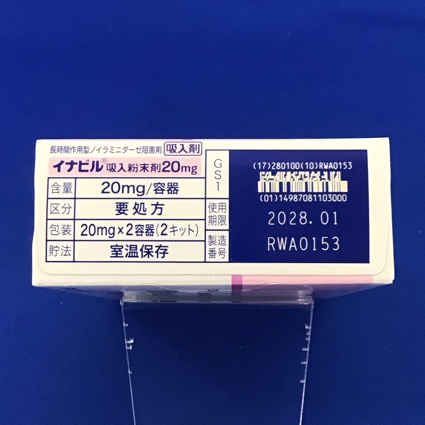 長時間作用型ノイラミニダーゼ阻害剤 吸入剤
イナビル® 吸入粉末剤20mg
含量 20mg/容器
区分 要処方
包装 20mg×2容器(2キット)
貯法 室温保存
GS1
(17)280100(10)RWA0153
(01)14987081103000
使用期限 2028.01
製造番号 RWA0153